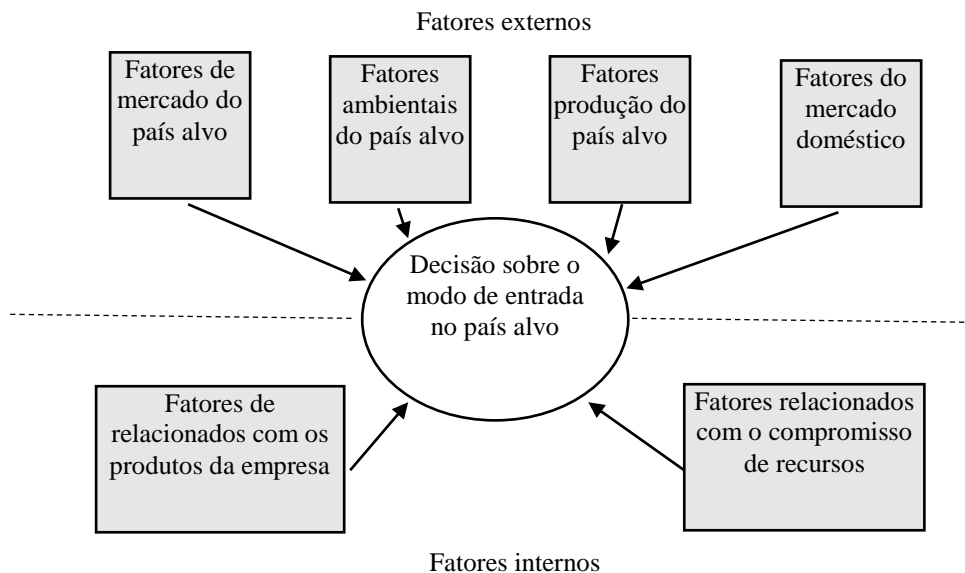 Fatores externos
Fatores de
mercado do
país alvo
Fatores
ambientais
do país alvo
Fatores
produção do
país alvo
Fatores do
mercado
doméstico
Decisão sobre o
modo de entrada
no país alvo
Fatores de
relacionados com os
produtos da empresa
Fatores relacionados
com o compromisso
de recursos
Fatores internos